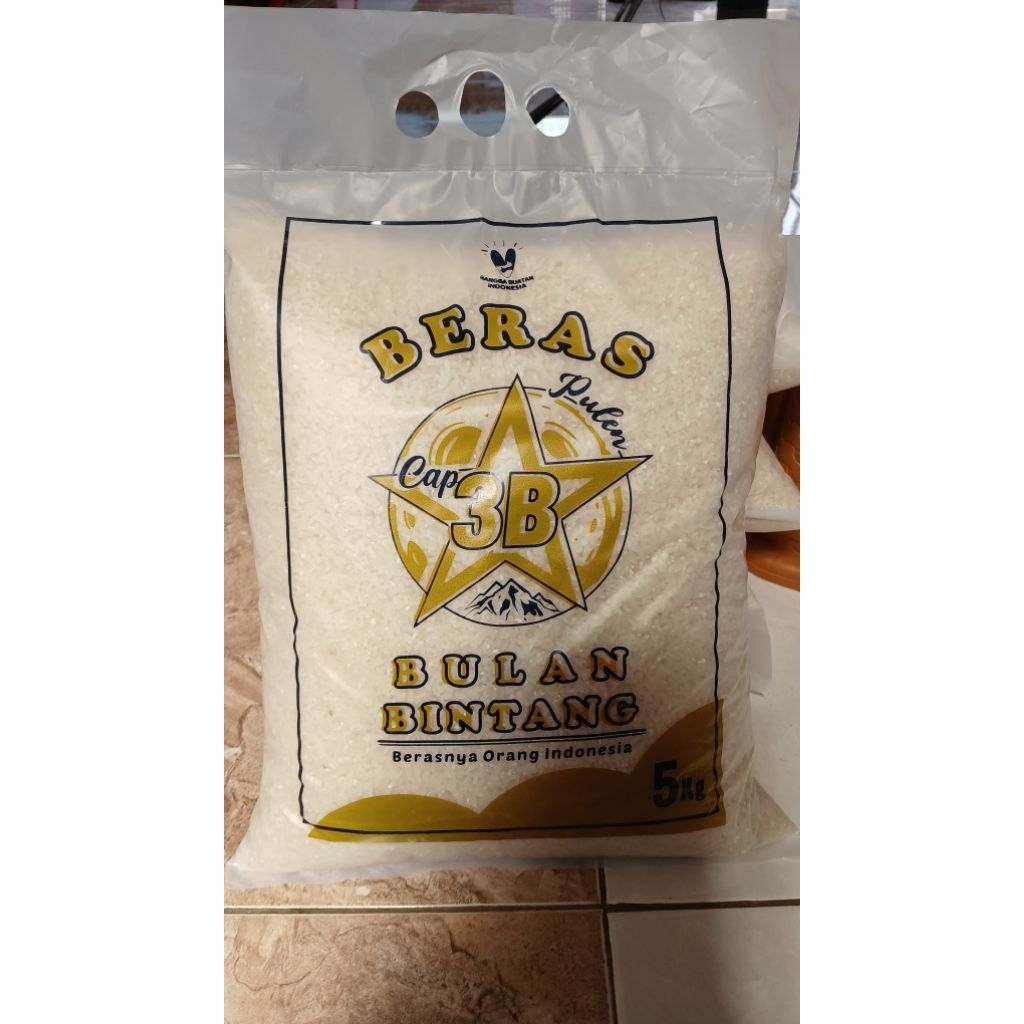 BANGGA BUATAN
INDONESIA
BERAS
Pulen
Cap
3B
BULAN
BINTANG
Berasnya Orang Indonesia
5Kg